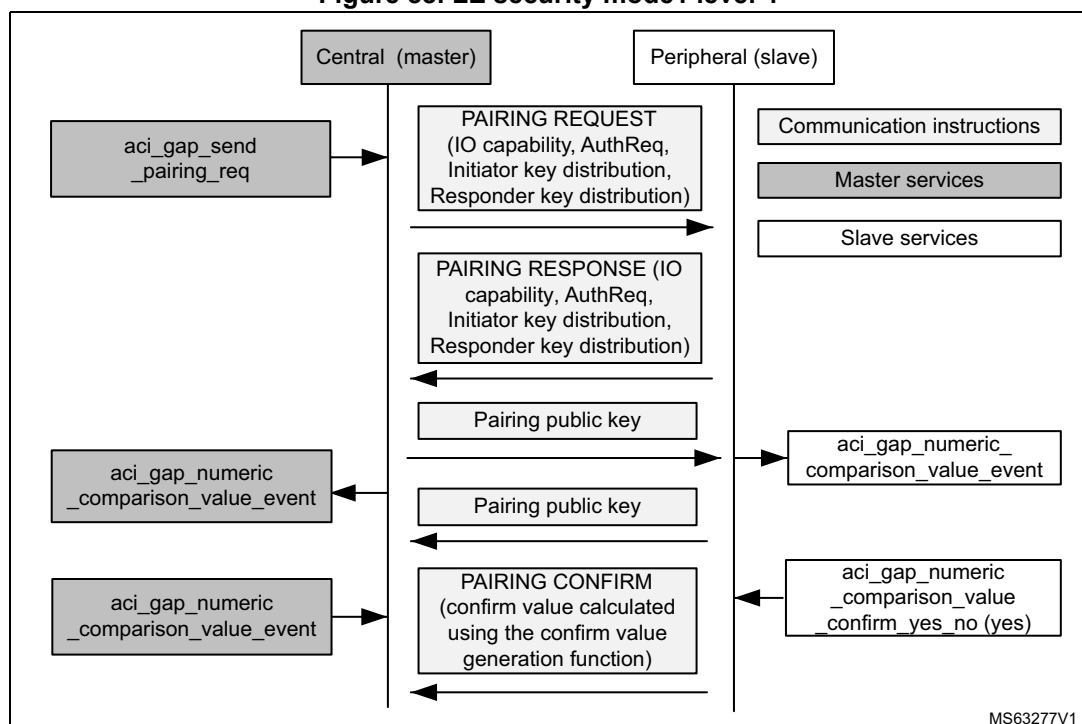 Figure LE security mode1 level
Central (master)
Peripheral (slave)
aci_gap_send
_pairing_req
PAIRING REQUEST
(IO capability, AuthReq,
Initiator key distribution,
Responder key distribution)
Communication instructions
Master services
Slave services
PAIRING RESPONSE (IO
capability, AuthReq,
Initiator key distribution,
Responder key distribution)
Pairing public key
aci_gap_numeric_
comparison_value_event
aci_gap_numeric
_comparison_value_event
Pairing public key
aci_gap_numeric
_comparison_value_event
PAIRING CONFIRM
(confirm value calculated
using the confirm value
generation function)
aci_gap_numeric
_comparison_value
_confirm_yes_no (yes)
MS63277V1